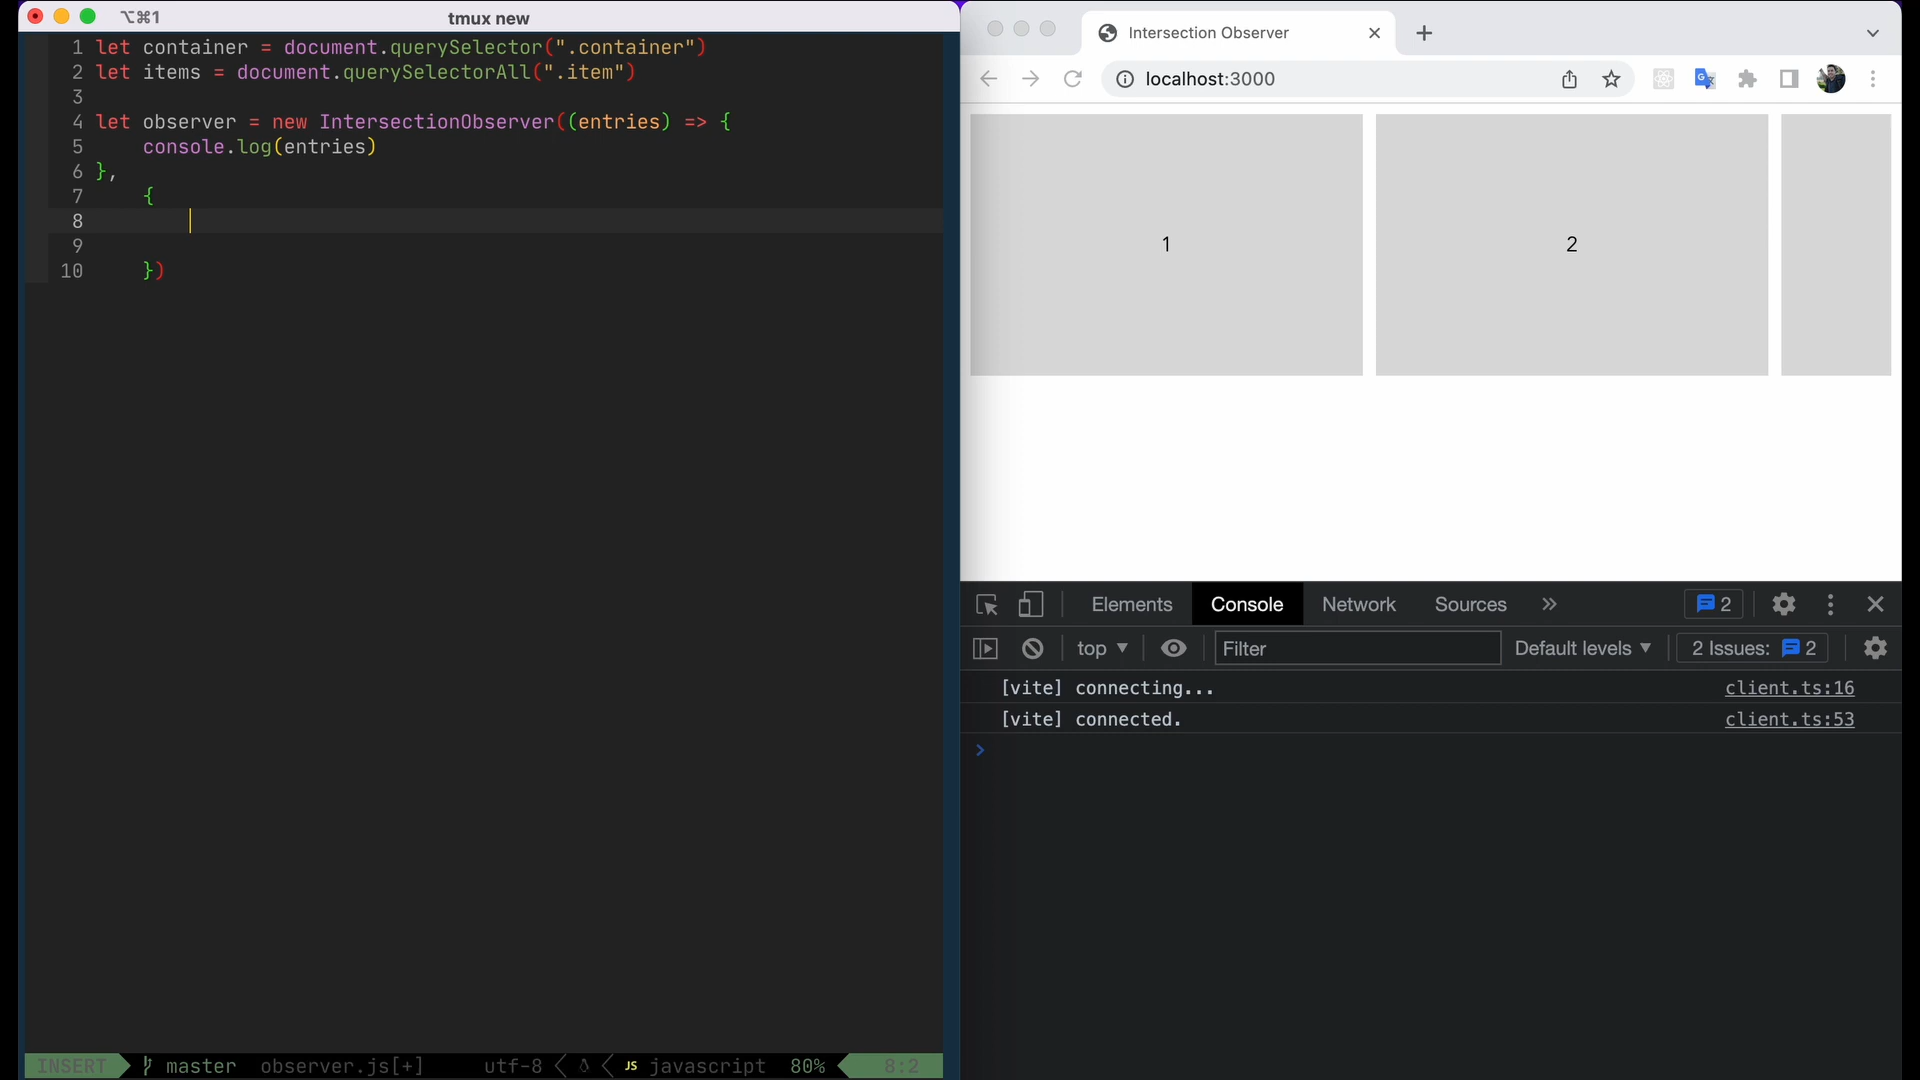 ⌥⌘1
tmux new
1 let container = document.querySelector(".container")
2 let items = document.querySelectorAll(".item")
3
4 let observer = new IntersectionObserver((entries) => {
5     console.log(entries)
6 },
7     {
8
9
10     })
INSERT master observer.js[+] utf-8 JS javascript 80% 8:2
Intersection Observer
localhost:3000
1
2
Elements Console Network Sources 2
top Filter Default levels 2 Issues: 2
[vite] connecting... client.ts:16
[vite] connected. client.ts:53